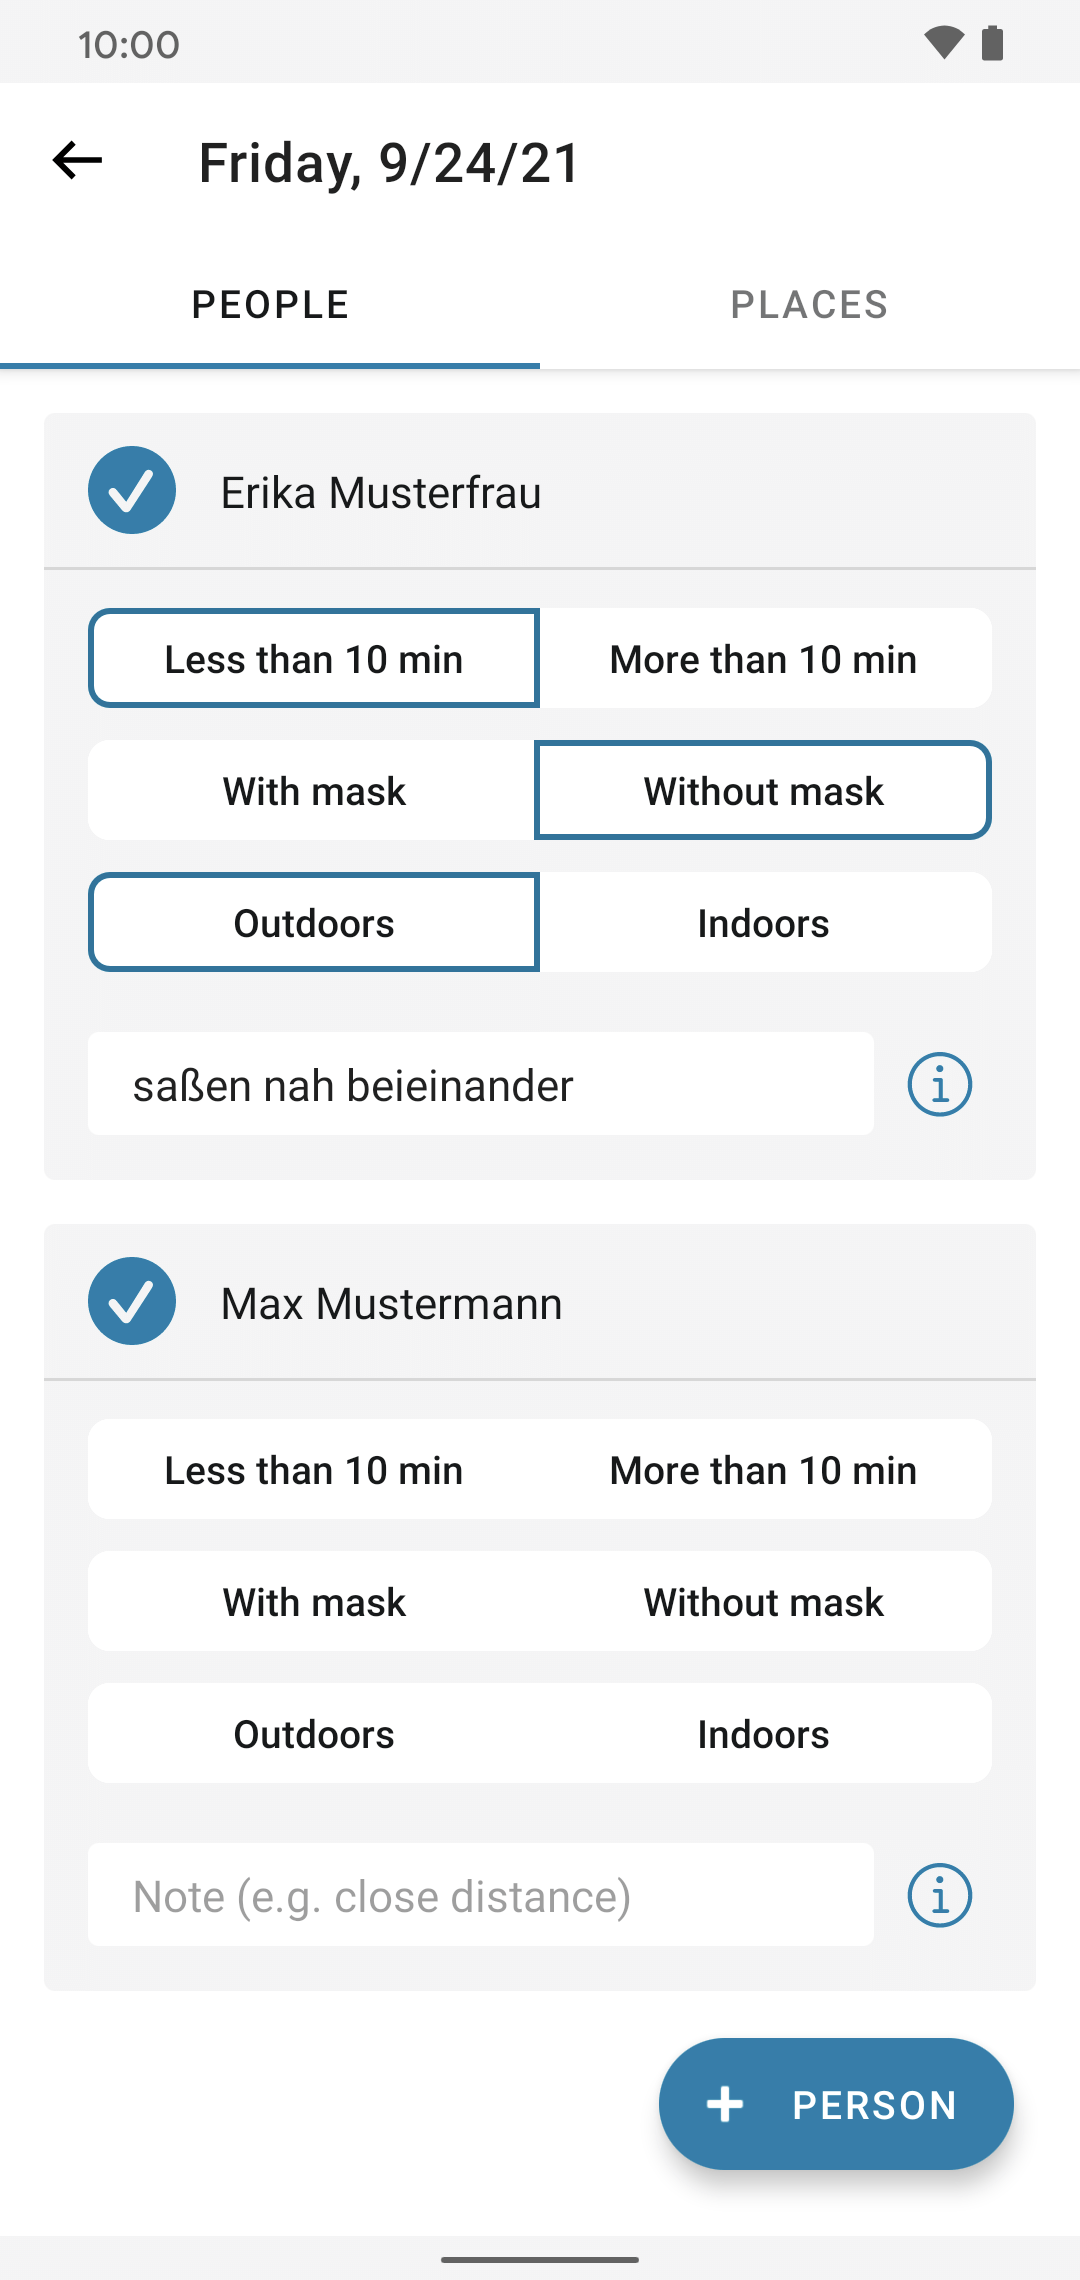 10:00
Friday, 9/24/21
PEOPLE PLACES
Erika Musterfrau
Less than 10 min More than 10 min
With mask Without mask
Outdoors Indoors
saßen nah beieinander
Max Mustermann
Less than 10 min More than 10 min
With mask Without mask
Outdoors Indoors
Note (e.g. close distance)
PERSON